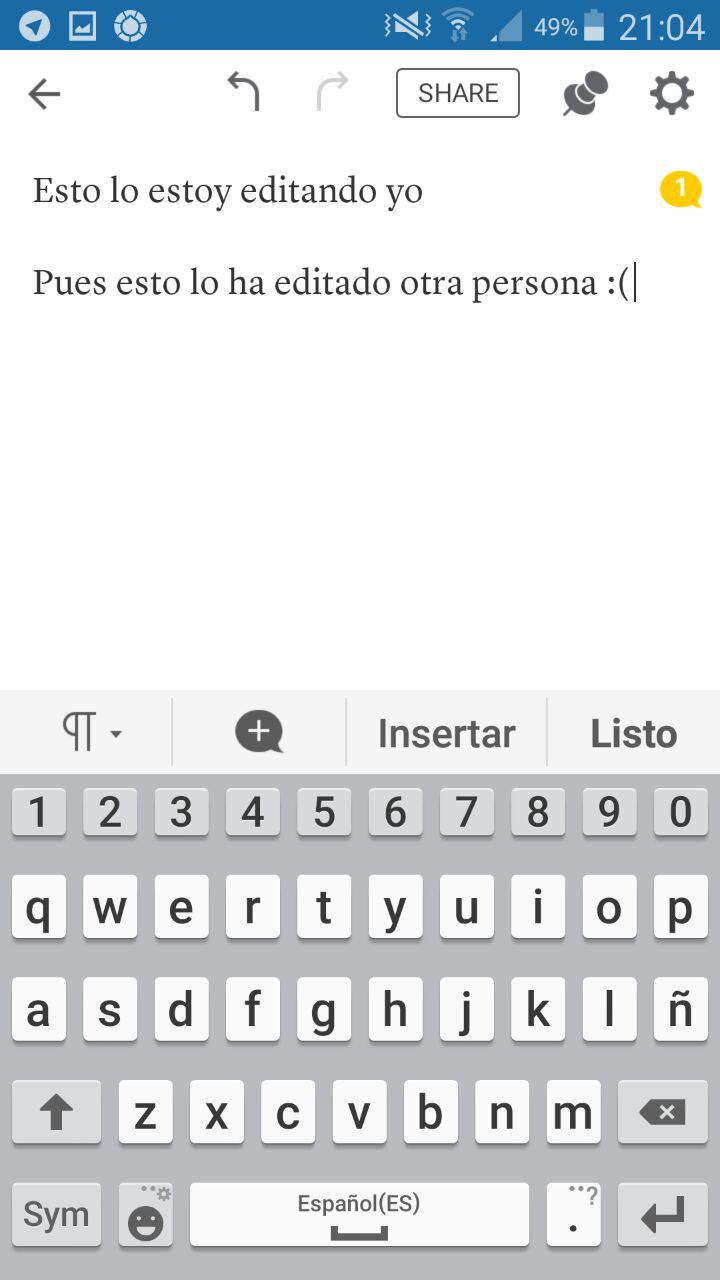 49% 21:04
SHARE
Esto lo estoy editando yo
1
Pues esto lo ha editado otra persona :(
Insertar Listo
1 2 3 4 5 6 7 8 9 0
q w e r t y u i o p
a s d f g h j k l ñ
z x c v b n m
Sym Español(ES) . ?